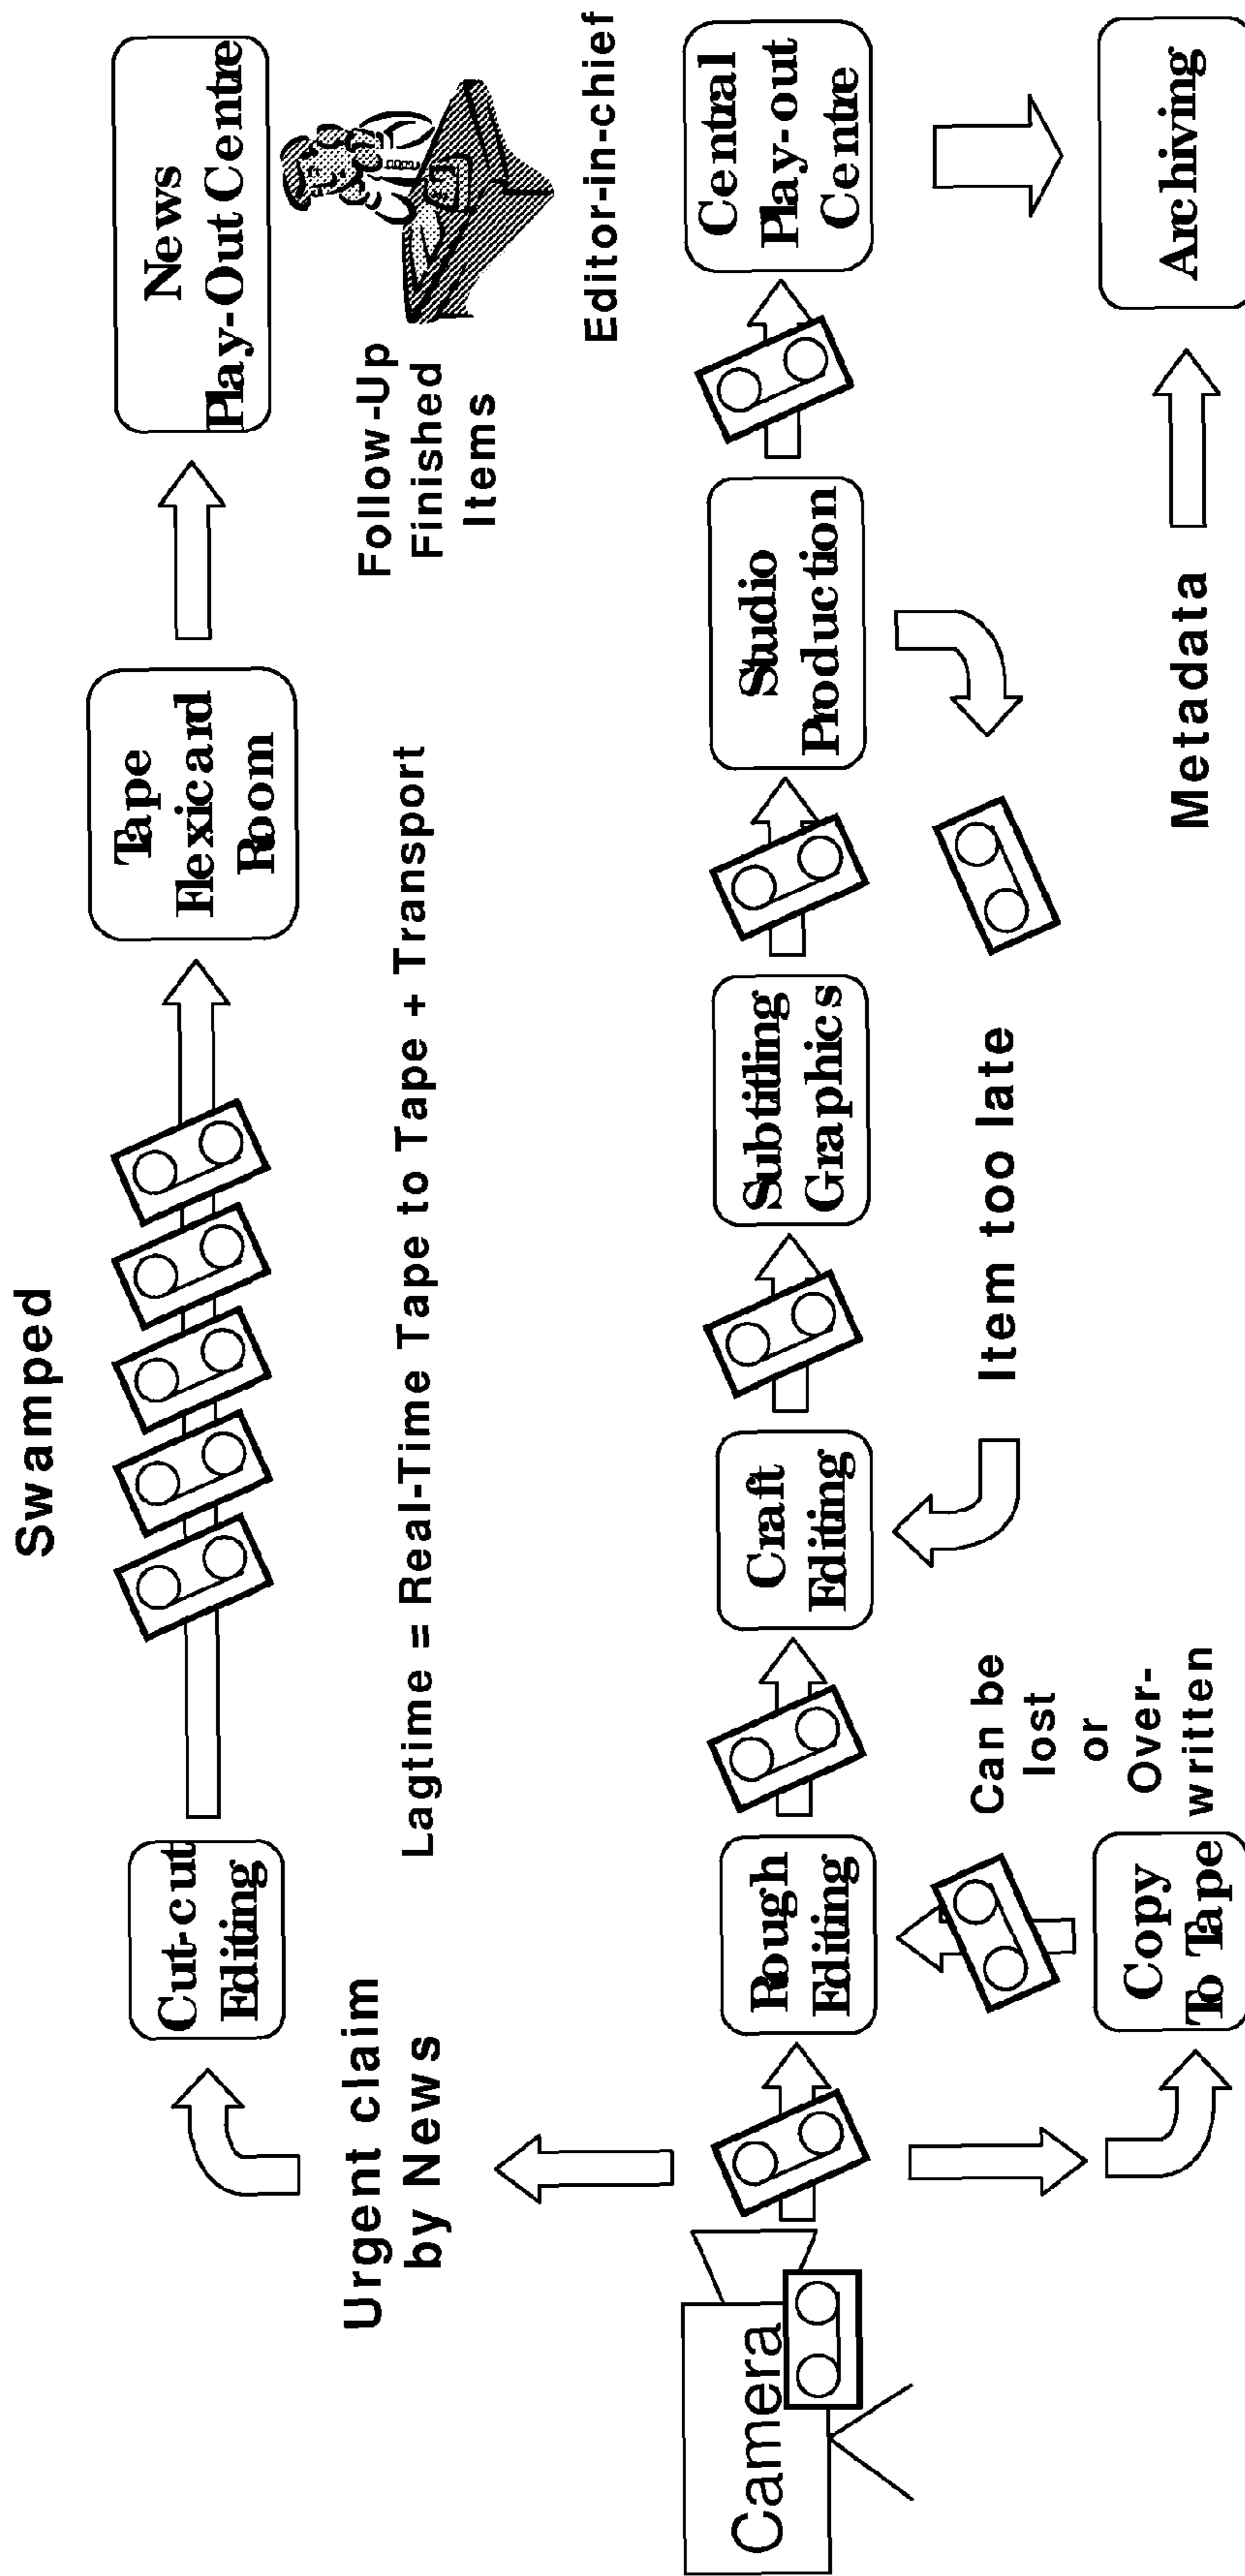 Swamped
Cut-cut
Editing
Tape
Flexicard
Room
News
Play-Out Centre
Urgent claim
by News
Lagtime = Real-Time Tape to Tape + Transport
Follow-Up
Finished
Items
Editor-in-chief
Camera
Rough
Editing
Craft
Editing
Subtitling
Graphics
Studio
Production
Central
Play-out
Centre
Copy
To Tape
Can be
lost
or
Over-
written
Item too late
Metadata
Archiving